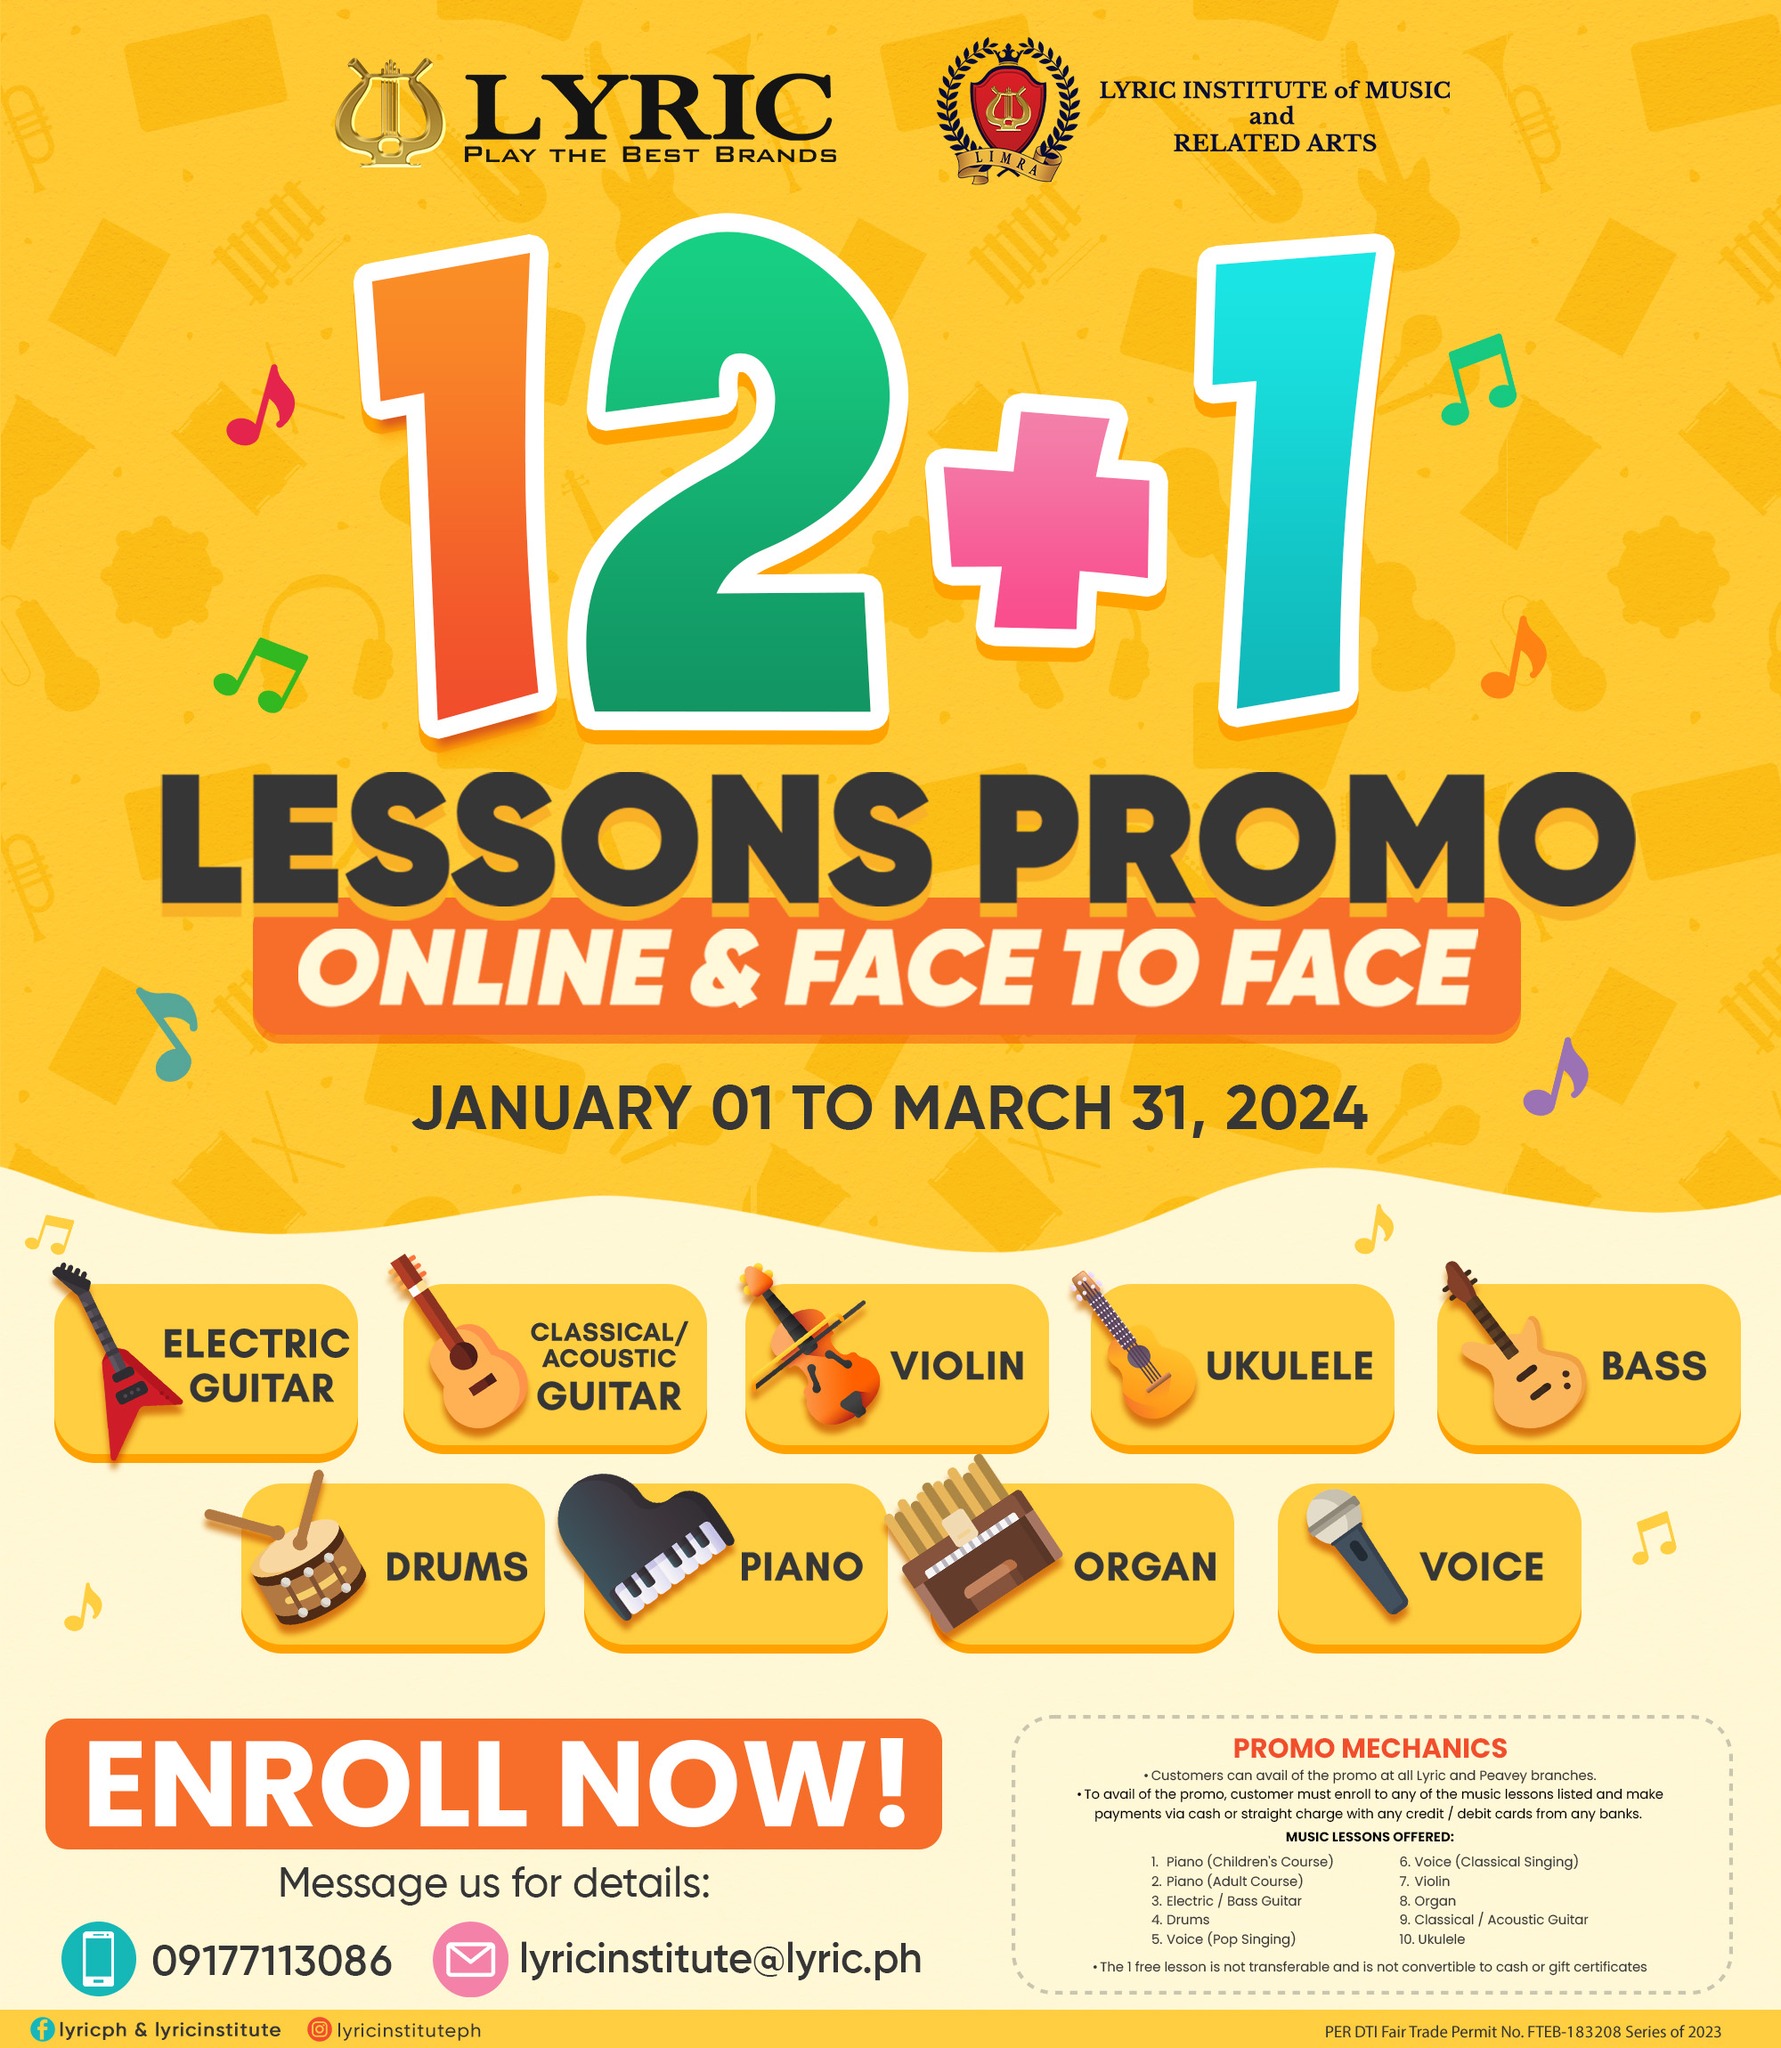 LYRIC
PLAY THE BEST BRANDS
LIMRA
LYRIC INSTITUTE of MUSIC
and
RELATED ARTS
12+1
LESSONS PROMO
ONLINE & FACE TO FACE
JANUARY 01 TO MARCH 31, 2024
ELECTRIC
GUITAR
CLASSICAL/
ACOUSTIC
GUITAR
VIOLIN
UKULELE
BASS
DRUMS
PIANO
ORGAN
VOICE
ENROLL NOW!
Message us for details:
09177113086
lyricinstitute@lyric.ph
PROMO MECHANICS
• Customers can avail of the promo at all Lyric and Peavey branches.
• To avail of the promo, customer must enroll to any of the music lessons listed and make
payments via cash or straight charge with any credit / debit cards from any banks.
MUSIC LESSONS OFFERED:
1. Piano (Children's Course)
2. Piano (Adult Course)
3. Electric / Bass Guitar
4. Drums
5. Voice (Pop Singing)
6. Voice (Classical Singing)
7. Violin
8. Organ
9. Classical / Acoustic Guitar
10. Ukulele
• The 1 free lesson is not transferable and is not convertible to cash or gift certificates
lyricph & lyricinstitute
lyricinstituteph
PER DTI Fair Trade Permit No. FTEB-183208 Series of 2023